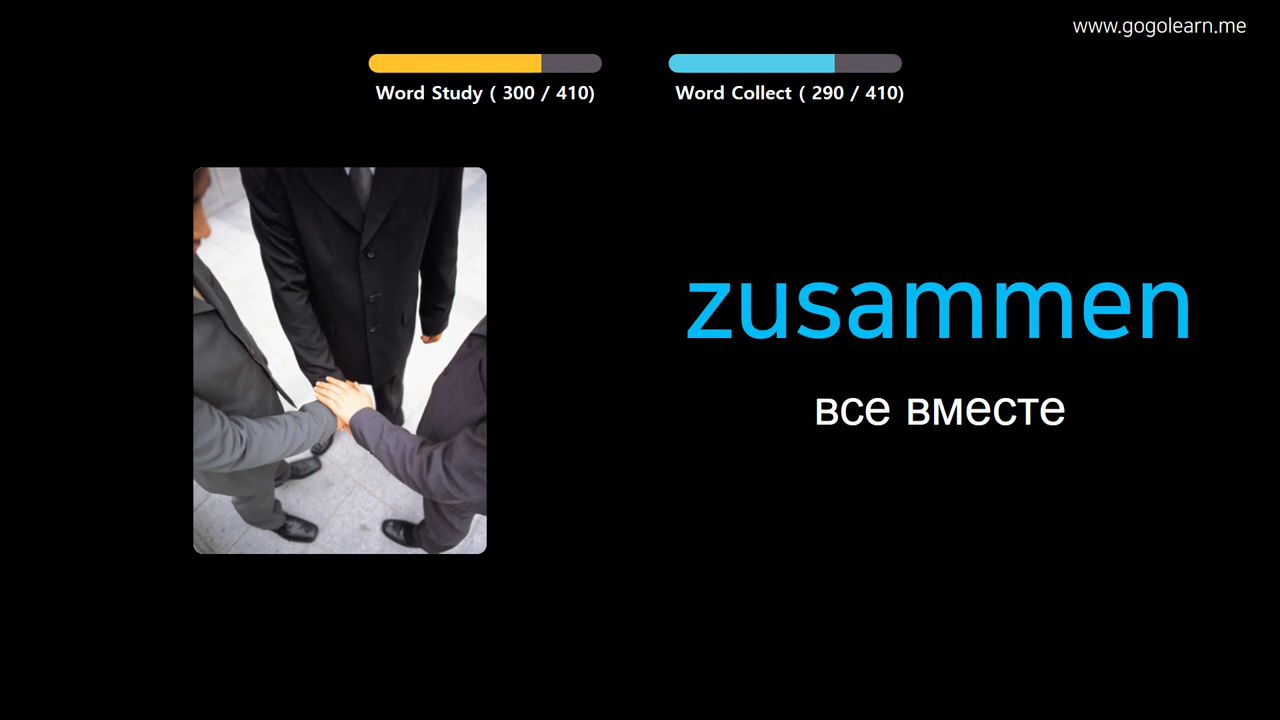 www.gogolearn.me
Word Study ( 300 / 410)
Word Collect ( 290 / 410)
zusammen
все вместе